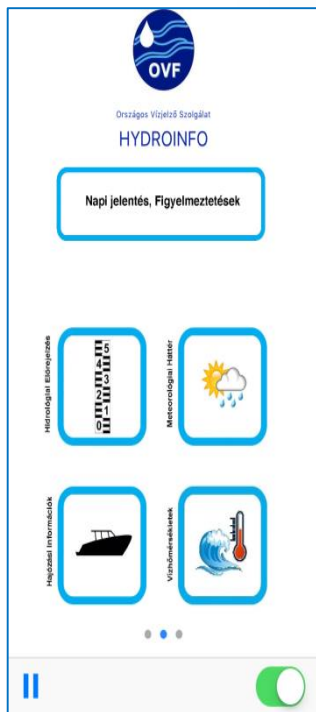 OVF
Országos Vízjelző Szolgálat
HYDROINFO
Napi jelentés, Figyelmeztetések
Hidrológiai Előrejelzés
5
4
3
2
1
0
Meteorológiai Háttér
Hajózási Információk
Vízhőmérsékletek